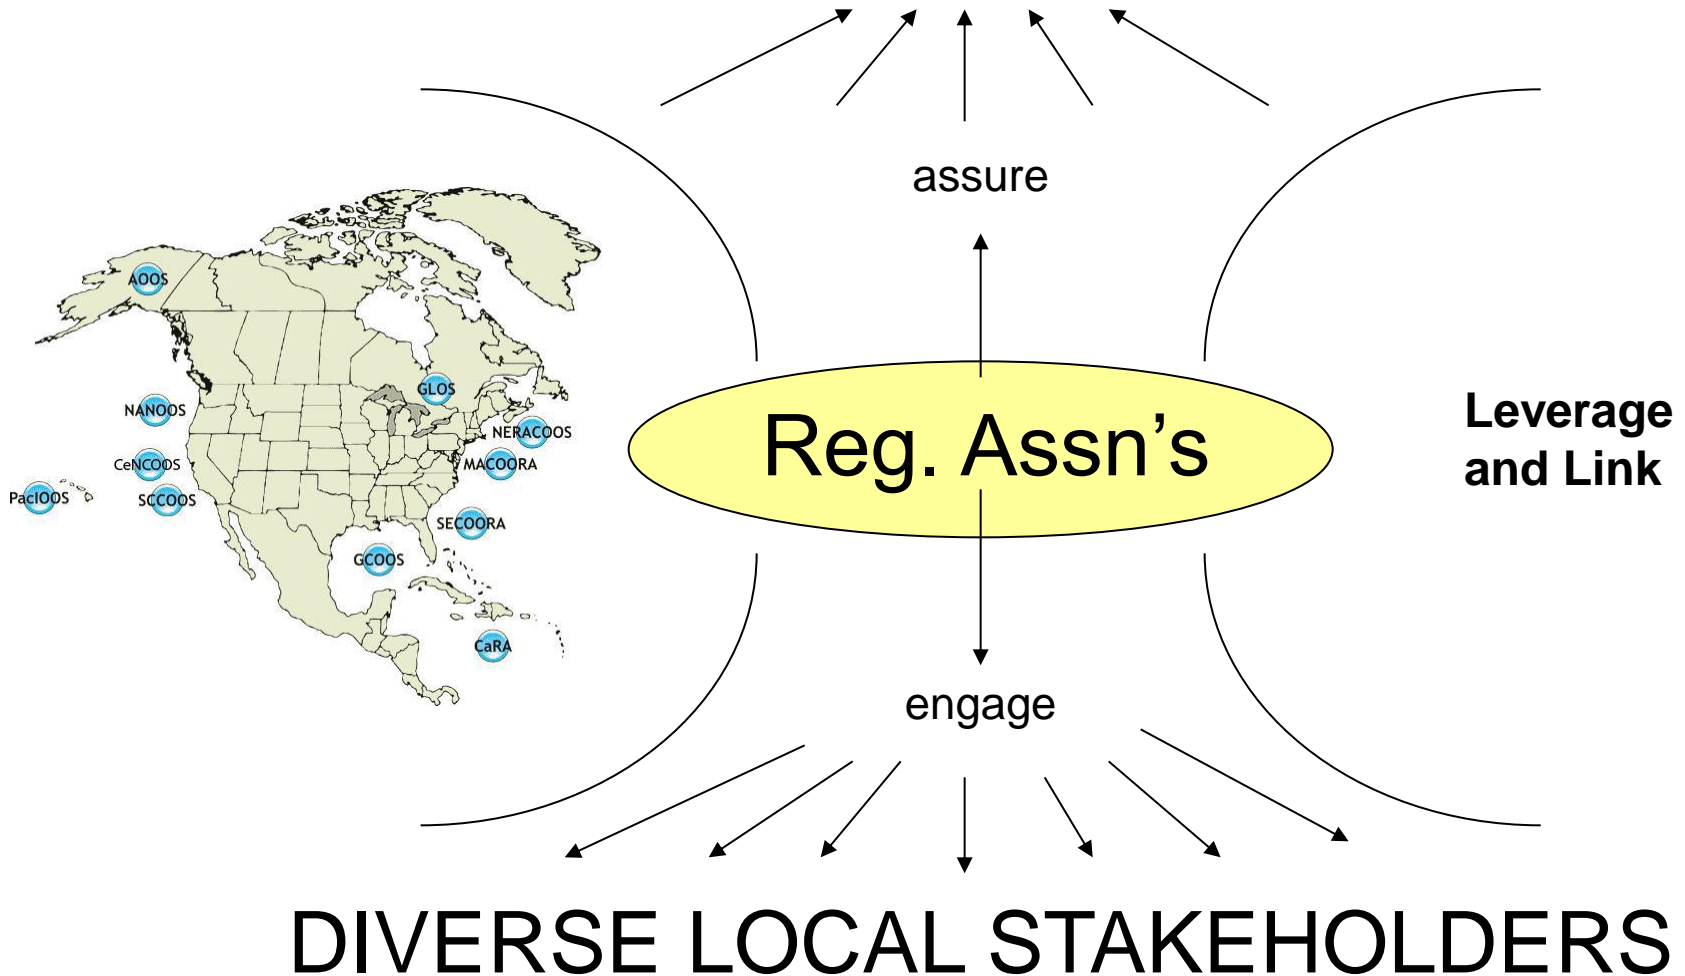 assure
AOOS
GLOS
NANOOS
NERACOOS
CeNCOOS
MACOORA
PacIOOS
SCCOOS
SECOORA
GCOOS
CaRA
Reg. Assn’s
Leverage
and Link
engage
DIVERSE LOCAL STAKEHOLDERS